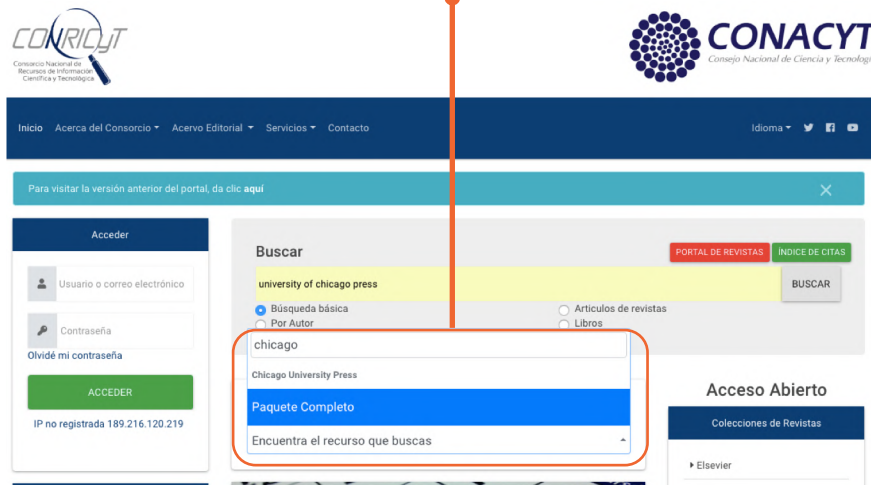 CONRICyT
Consorcio Nacional de
Recursos de Información
Científica y Tecnológica
CONACYT
Consejo Nacional de Ciencia y Tecnologí
Inicio Acerca del Consorcio Acervo Editorial Servicios Contacto Idioma
Para visitar la versión anterior del portal, da clic aquí
Acceder
Usuario o correo electrónico
Contraseña
Olvidé mi contraseña
ACCEDER
IP no registrada 189.216.120.219
Buscar
PORTAL DE REVISTAS ÍNDICE DE CITAS
university of chicago press BUSCAR
Búsqueda básica Articulos de revistas
Por Autor Libros
chicago
Chicago University Press
Paquete Completo
Encuentra el recurso que buscas
Acceso Abierto
Colecciones de Revistas
Elsevier